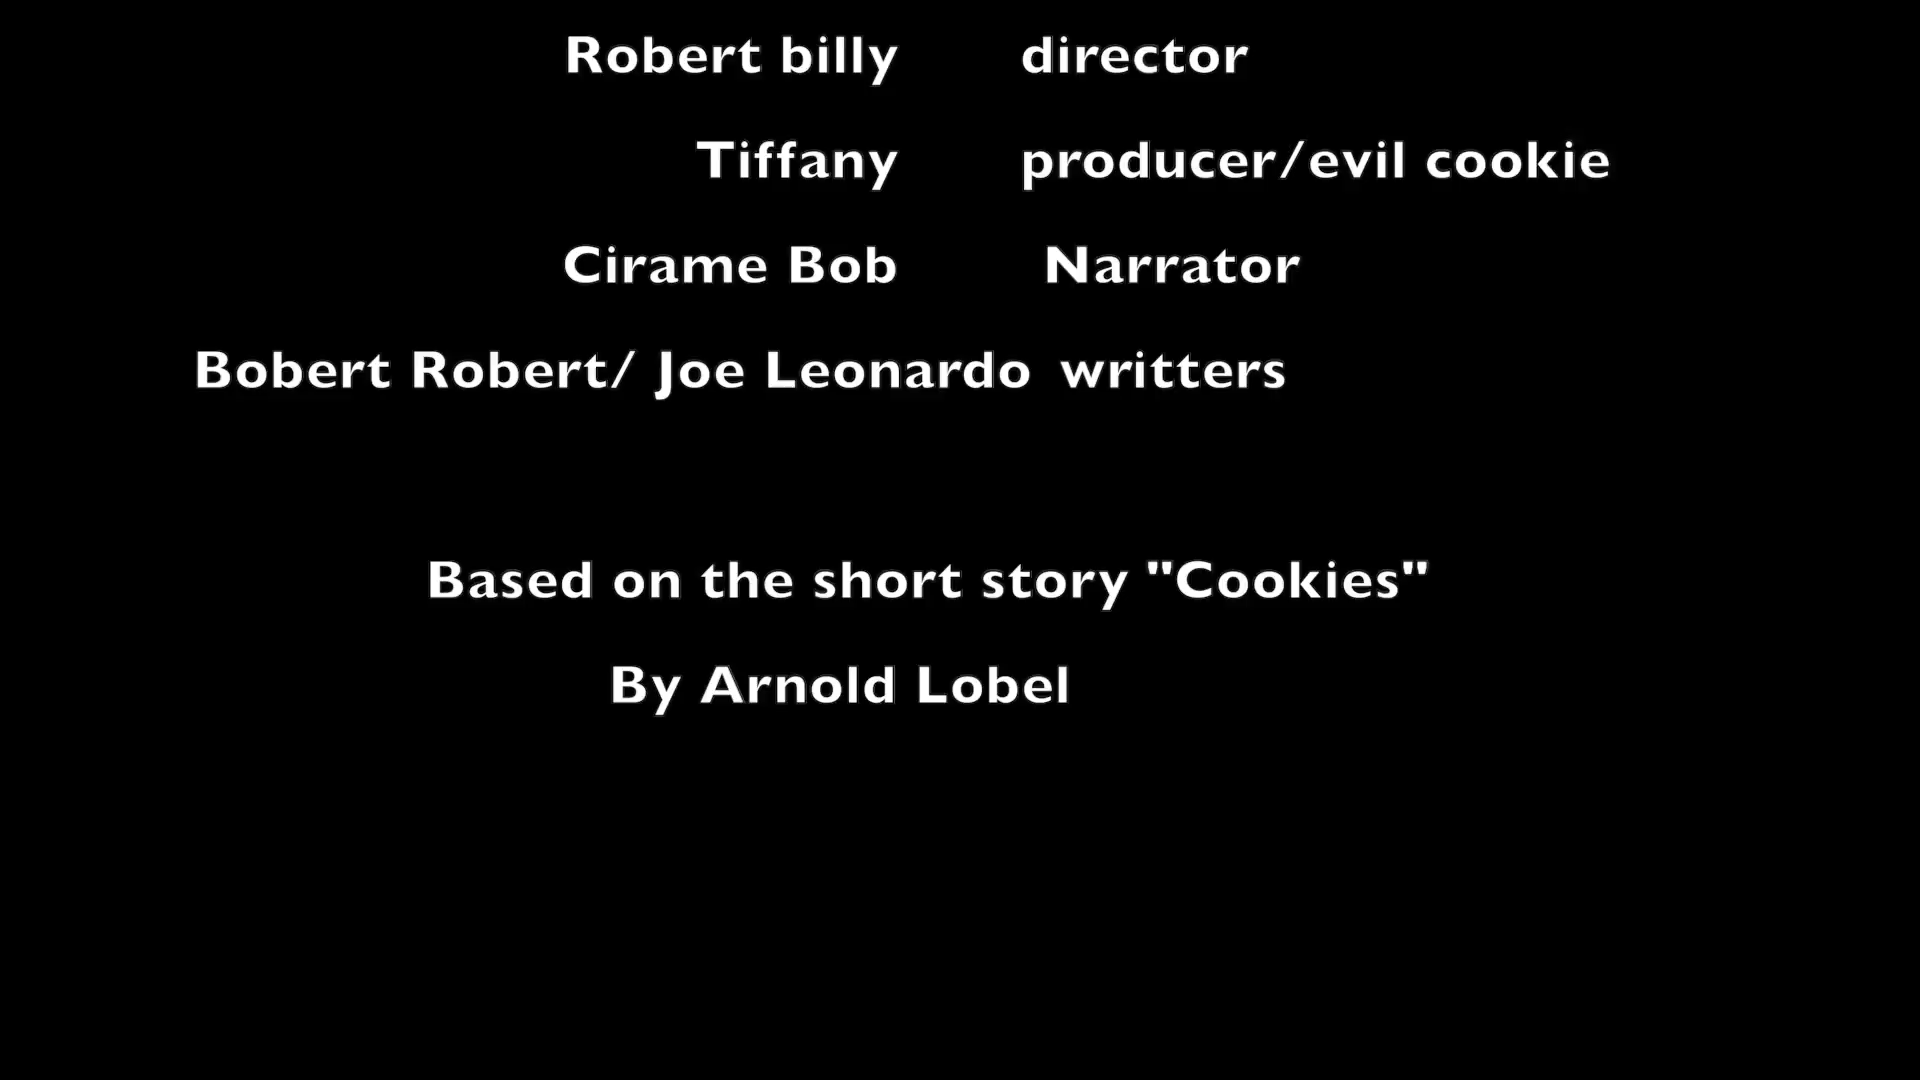 Robert billy director
Tiffany producer/evil cookie
Cirame Bob Narrator
Bobert Robert/ Joe Leonardo writters
Based on the short story "Cookies"
By Arnold Lobel